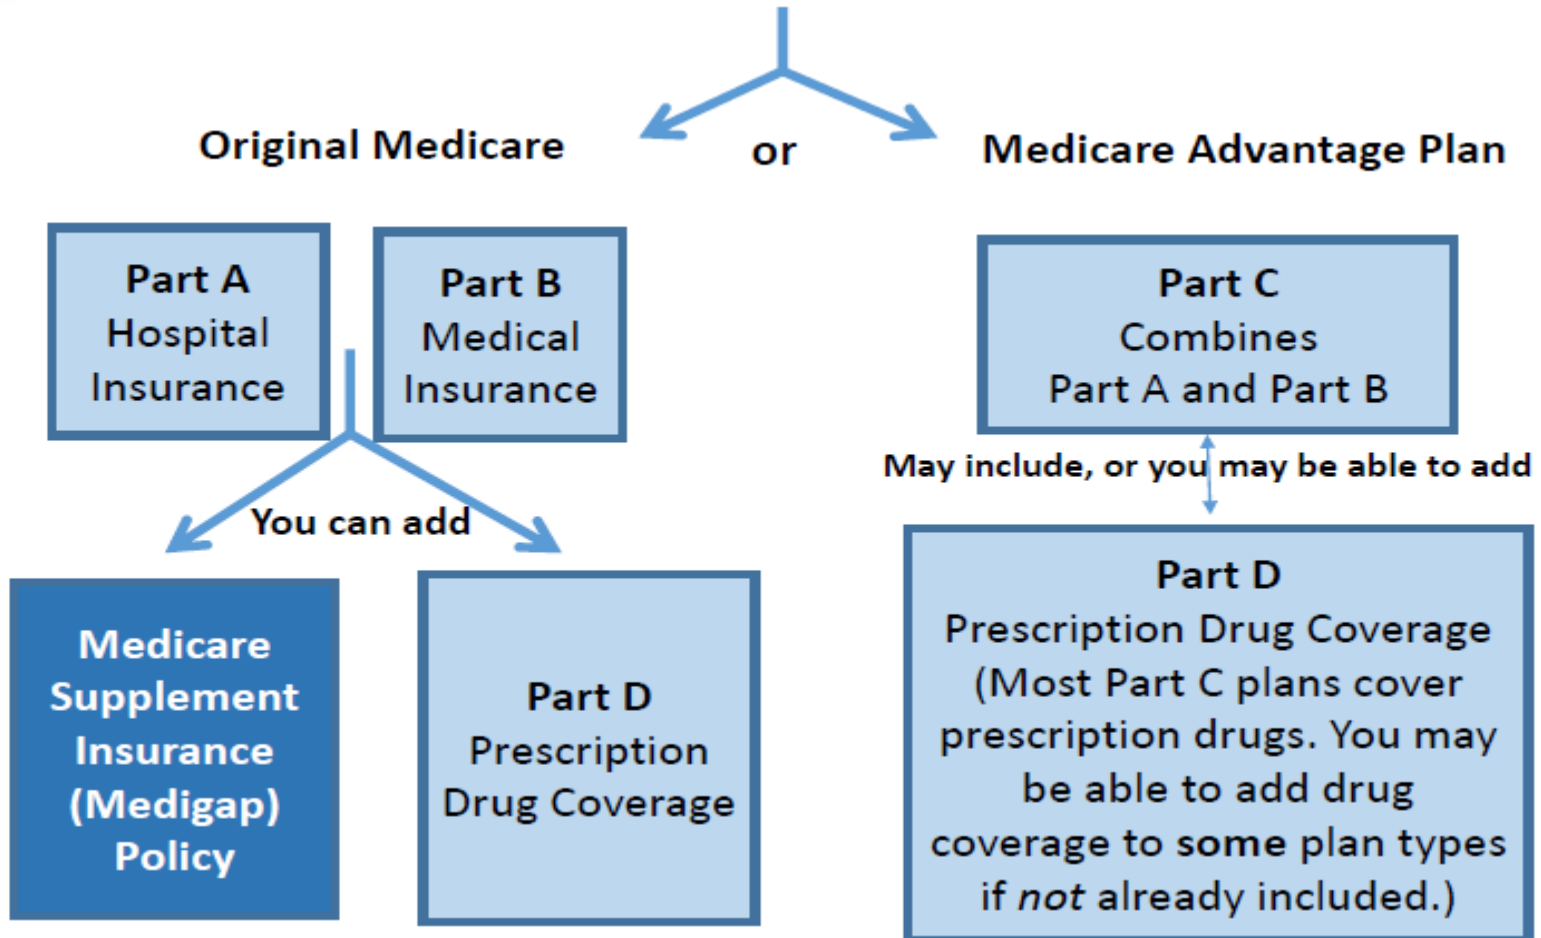 Original Medicare
or
Medicare Advantage Plan
Part A
Hospital
Insurance
Part B
Medical
Insurance
You can add
Medicare
Supplement
Insurance
(Medigap)
Policy
Part D
Prescription
Drug Coverage
Part C
Combines
Part A and Part B
May include, or you may be able to add
Part D
Prescription Drug Coverage
(Most Part C plans cover
prescription drugs. You may
be able to add drug
coverage to some plan types
if not already included.)